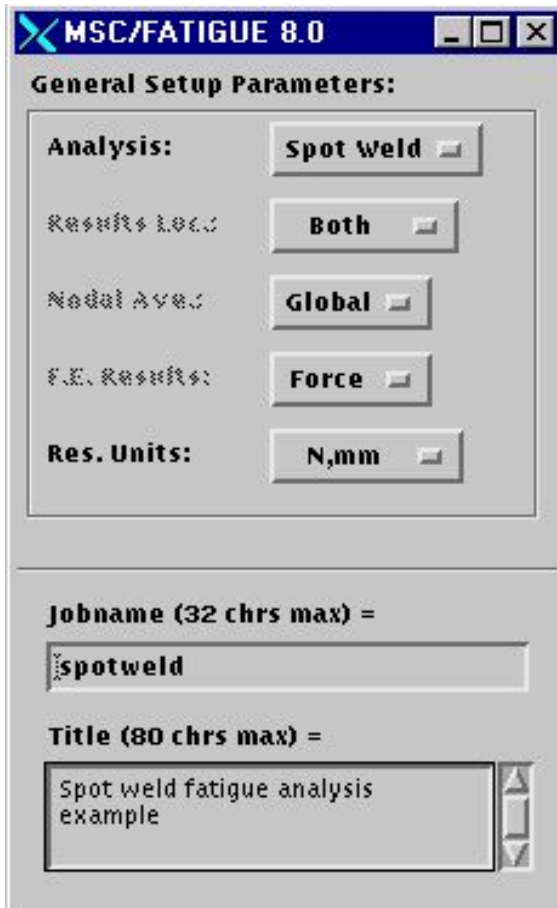 MSC/FATIGUE 8.0
General Setup Parameters:
Analysis: Spot Weld
Results Loc.: Both
Nodal Ave.: Global
F.E. Results: Force
Res. Units: N,mm
Jobname (32 chrs max) =
spotweld
Title (80 chrs max) =
Spot weld fatigue analysis
example